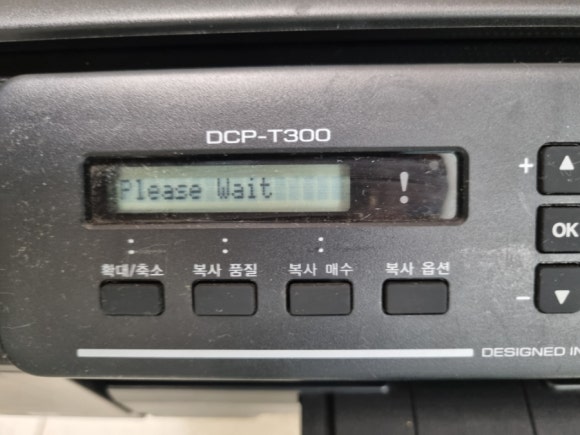 DCP-T300
Please Wait
!
확대/축소 복사 품질 복사 매수 복사 옵션
+
OK
-
DESIGNED IN